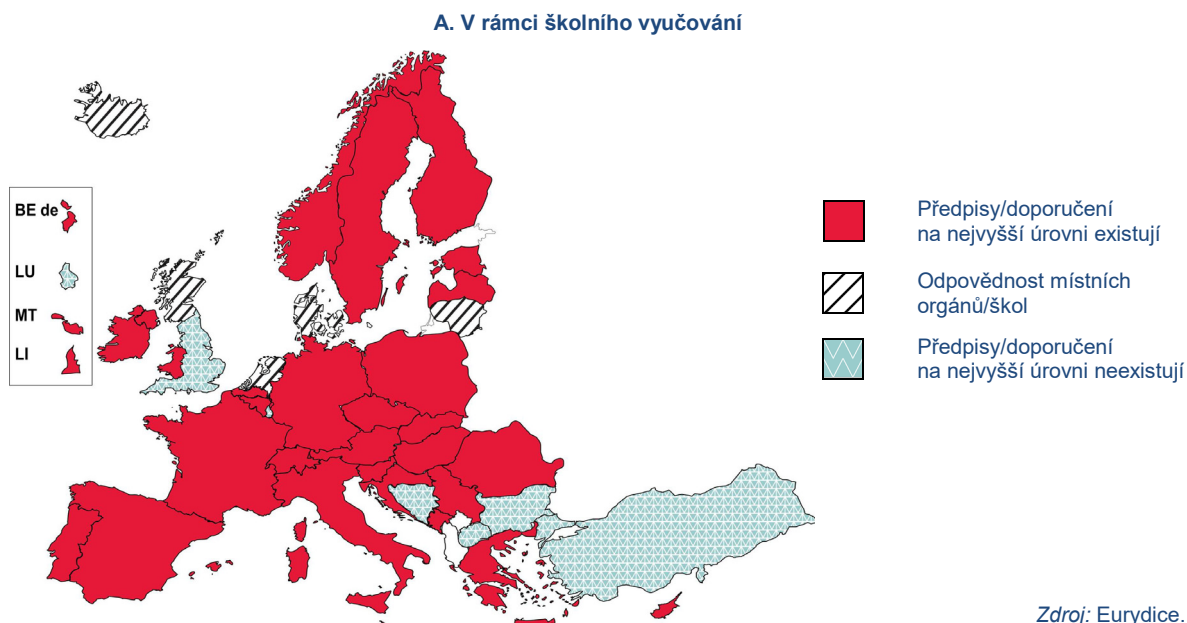 A. V rámci školního vyučování
BE de
LU
MT
LI
Předpisy/doporučení
na nejvyšší úrovni existují
Odpovědnost místních
orgánů/škol
Předpisy/doporučení
na nejvyšší úrovni neexistují
Zdroj: Eurydice.